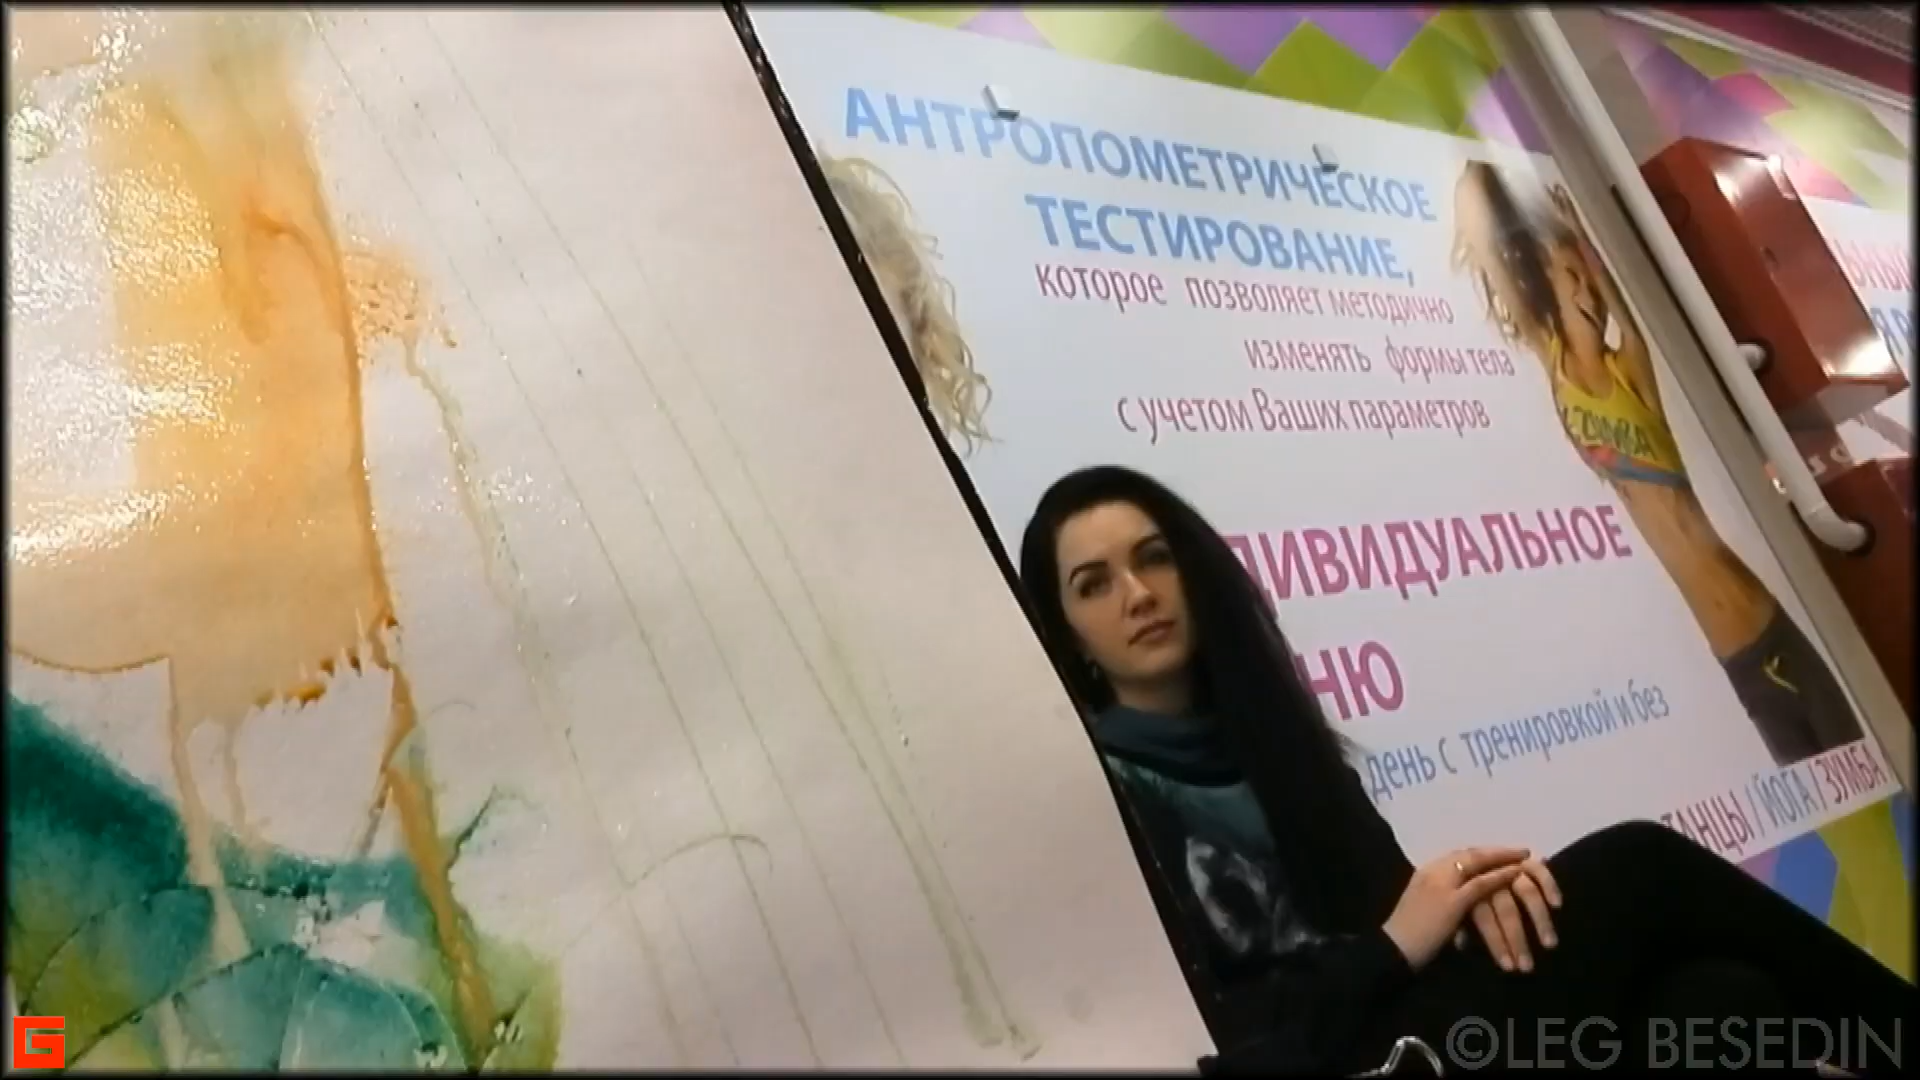 АНТРОПОМЕТРИЧЕСКОЕ
ТЕСТИРОВАНИЕ,
которое позволяет методично
изменять формы тела
с учетом Ваших параметров
ДИВИДУАЛЬНОЕ
НЮ
день с тренировкой и без
ТАНЦЫ / ЙОГА / ЗУМБА
ZUMBA
©LEG BESEDIN
G